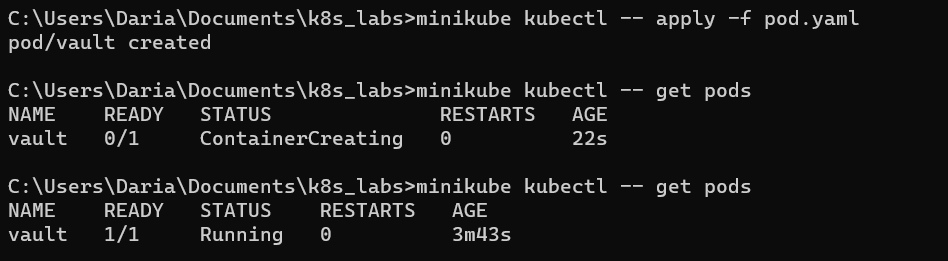 C:\Users\Daria\Documents\k8s_labs>minikube kubectl -- apply -f pod.yaml
pod/vault created
C:\Users\Daria\Documents\k8s_labs>minikube kubectl -- get pods
NAME    READY   STATUS              RESTARTS   AGE
vault   0/1     ContainerCreating   0          22s
C:\Users\Daria\Documents\k8s_labs>minikube kubectl -- get pods
NAME    READY   STATUS    RESTARTS   AGE
vault   1/1     Running   0          3m43s